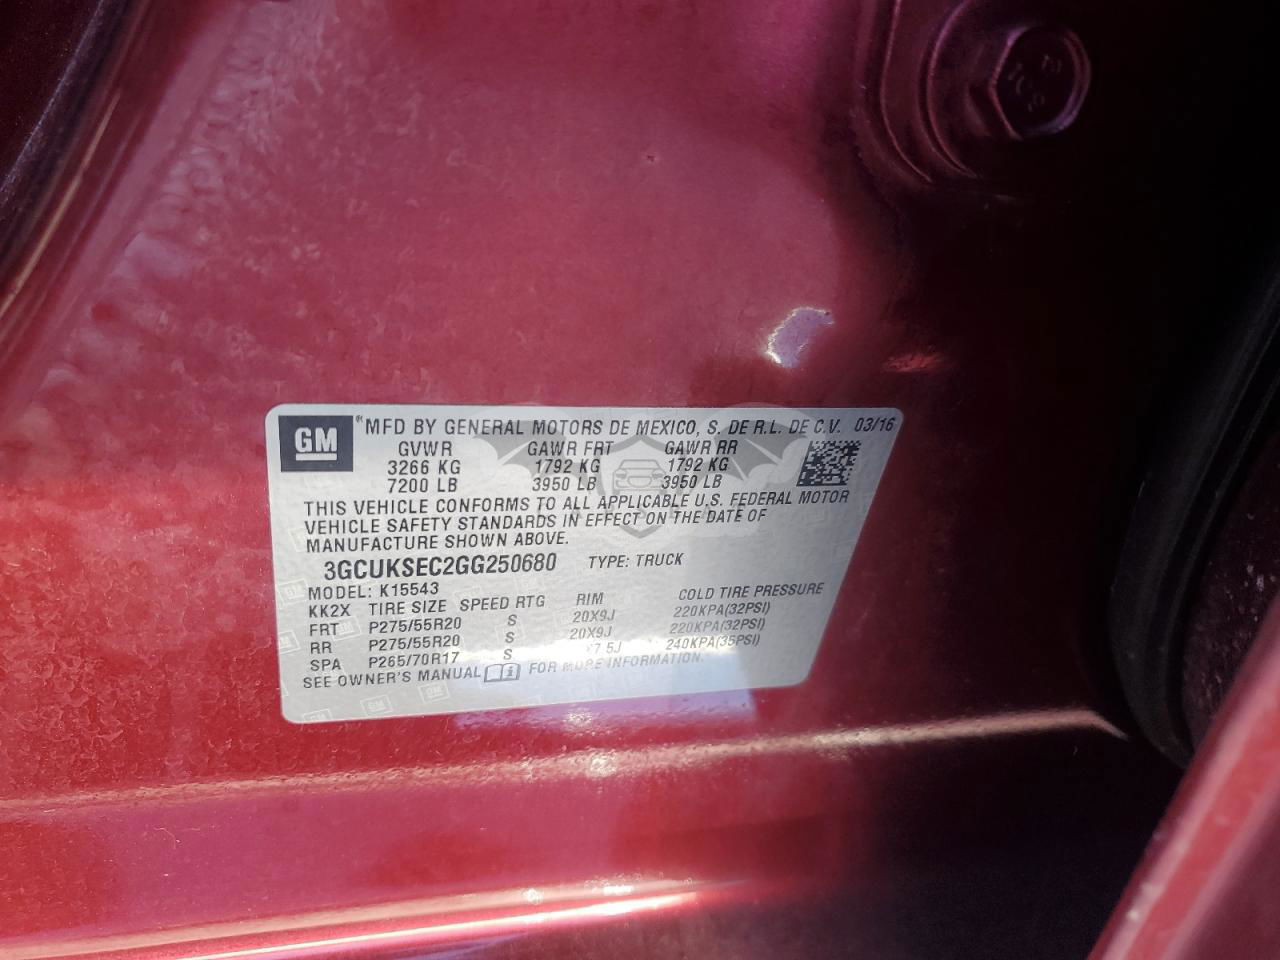 GM ® MFD BY GENERAL MOTORS DE MEXICO, S. DE R.L. DE C.V. 03/16
GVWR GAWR FRT GAWR RR
3266 KG 1792 KG 1792 KG
7200 LB 3950 LB 3950 LB
THIS VEHICLE CONFORMS TO ALL APPLICABLE U.S. FEDERAL MOTOR
VEHICLE SAFETY STANDARDS IN EFFECT ON THE DATE OF
MANUFACTURE SHOWN ABOVE.
3GCUKSEC2GG250680 TYPE: TRUCK
MODEL: K15543
KK2X TIRE SIZE SPEED RTG RIM COLD TIRE PRESSURE
FRT P275/55R20 S 20X9J 220KPA(32PSI)
RR P275/55R20 S 20X9J 220KPA(32PSI)
SPA P265/70R17 S 7.5J 240KPA(35PSI)
SEE OWNER'S MANUAL FOR MORE INFORMATION.